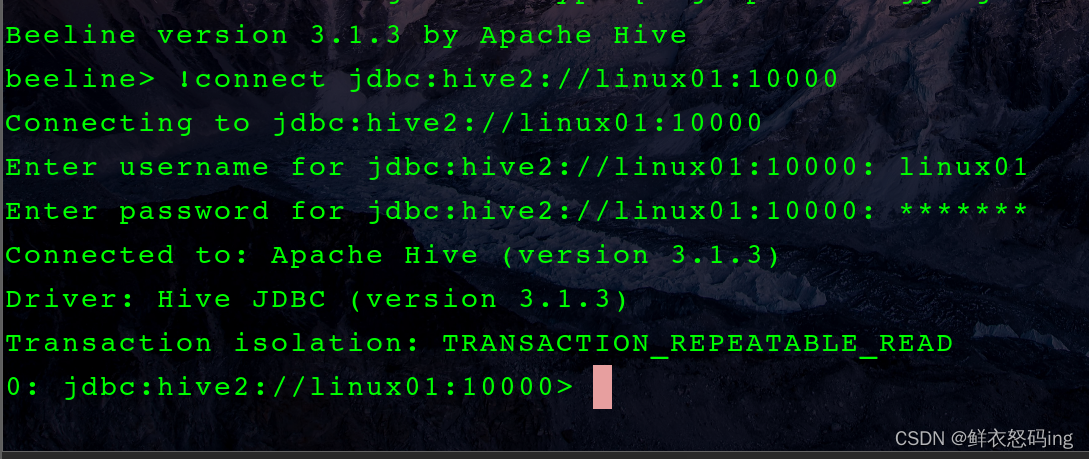 Beeline version 3.1.3 by Apache Hive
beeline> !connect jdbc:hive2://linux01:10000
Connecting to jdbc:hive2://linux01:10000
Enter username for jdbc:hive2://linux01:10000: linux01
Enter password for jdbc:hive2://linux01:10000: *******
Connected to: Apache Hive (version 3.1.3)
Driver: Hive JDBC (version 3.1.3)
Transaction isolation: TRANSACTION_REPEATABLE_READ
0: jdbc:hive2://linux01:10000>
CSDN @鲜衣怒码ing